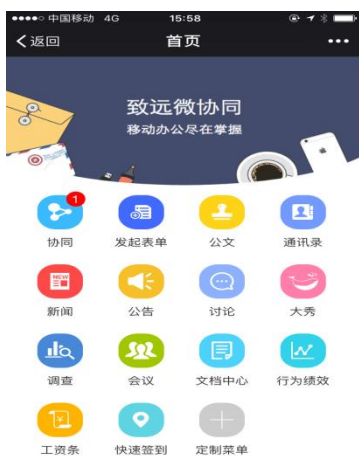 中国移动 4G 15:58
返回 首页
致远微协同
移动办公尽在掌握
1
协同 发起表单 公文 通讯录
NEW
新闻 公告 讨论 大秀
调查 会议 文档中心 行为绩效
工资条 快速签到 定制菜单